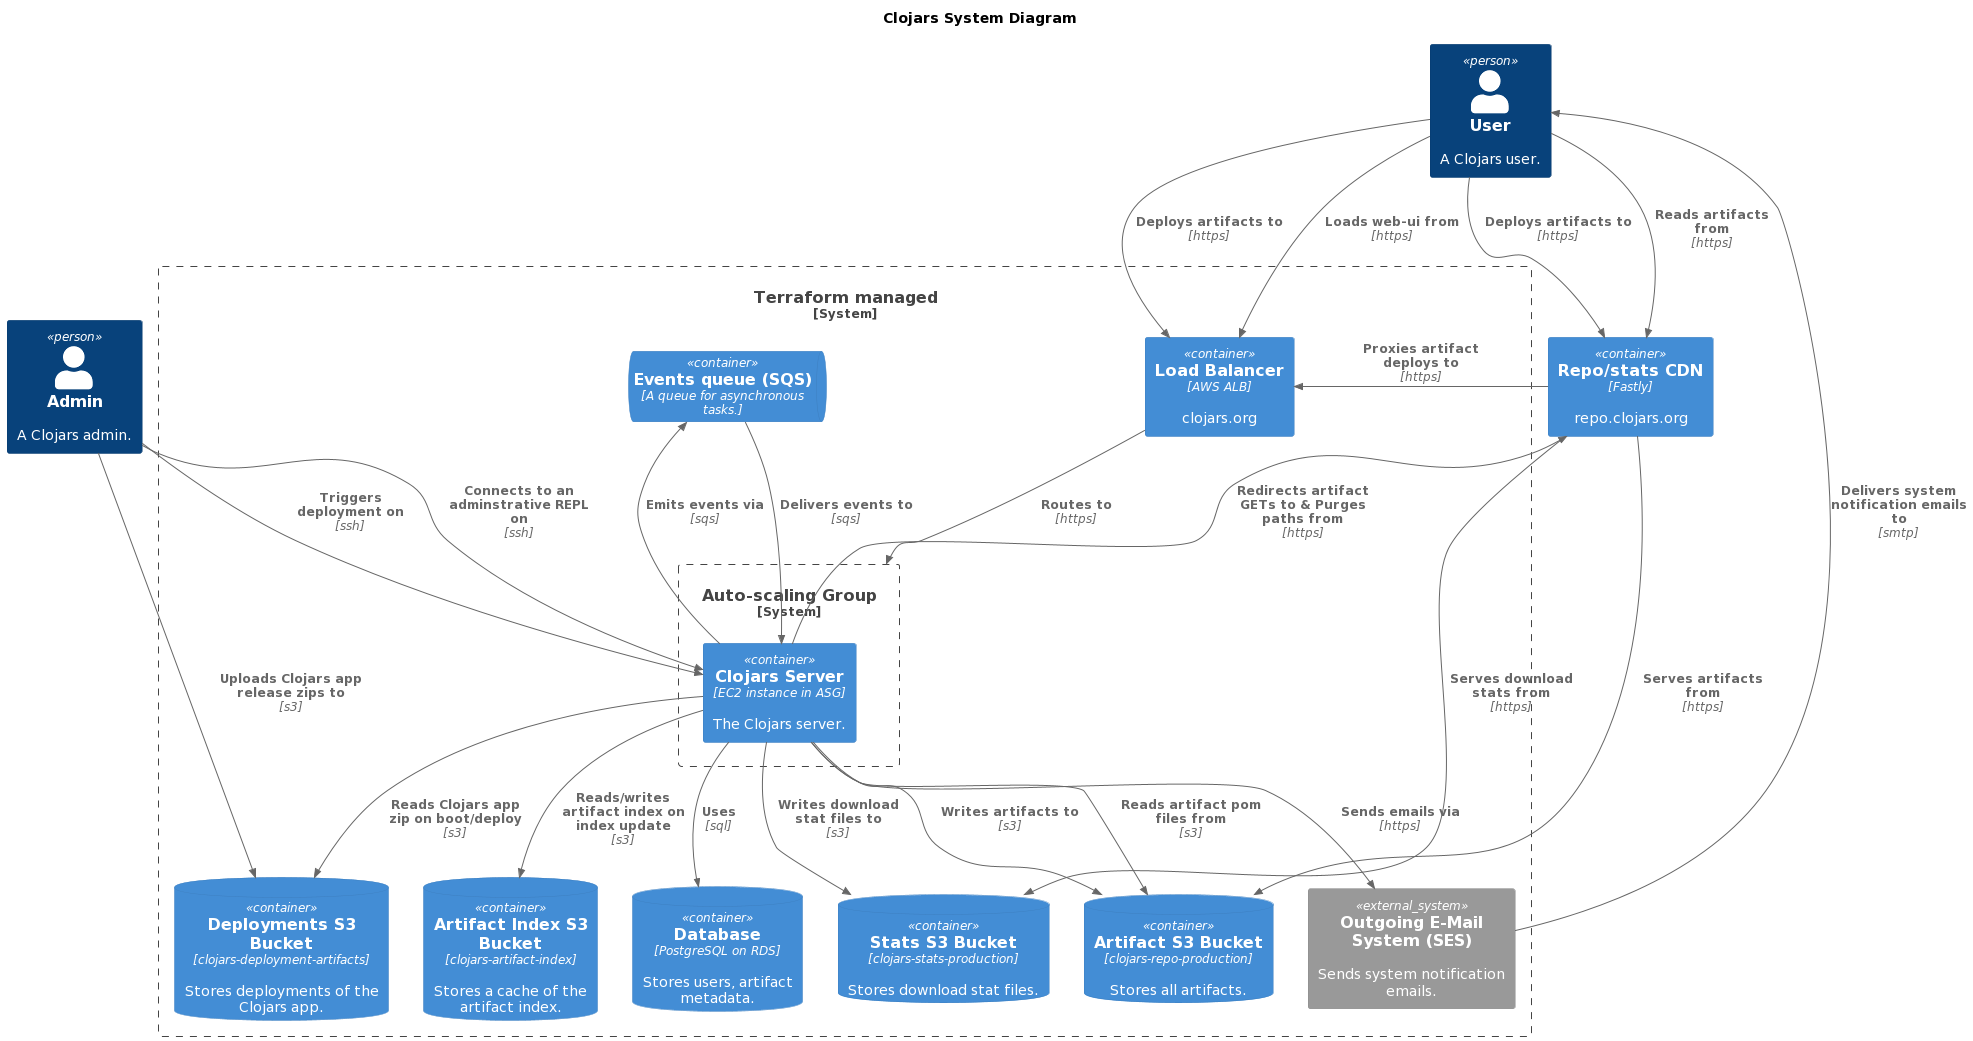 Clojars System Diagram
«person»
User
A Clojars user.
Deploys artifacts to
[https]
Loads web-ui from
[https]
Deploys artifacts to
[https]
Reads artifacts
from
[https]
Terraform managed
[System]
«person»
Admin
A Clojars admin.
«container»
Events queue (SQS)
[A queue for asynchronous
tasks.]
«container»
Load Balancer
[AWS ALB]
clojars.org
Proxies artifact
deploys to
[https]
«container»
Repo/stats CDN
[Fastly]
repo.clojars.org
Triggers
deployment on
[ssh]
Connects to an
adminstrative REPL
on
[ssh]
Emits events via
[sqs]
Delivers events to
[sqs]
Routes to
[https]
Redirects artifact
GETs to & Purges
paths from
[https]
Delivers system
notification emails
to
[smtp]
Auto-scaling Group
[System]
«container»
Clojars Server
[EC2 instance in ASG]
The Clojars server.
Uploads Clojars app
release zips to
[s3]
Serves download
stats from
[https]
Serves artifacts
from
[https]
Reads Clojars app
zip on boot/deploy
[s3]
Reads/writes
artifact index on
index update
[s3]
Uses
[sql]
Writes download
stat files to
[s3]
Writes artifacts to
[s3]
Reads artifact pom
files from
[s3]
Sends emails via
[https]
«container»
Deployments S3
Bucket
[clojars-deployment-artifacts]
Stores deployments of the
Clojars app.
«container»
Artifact Index S3
Bucket
[clojars-artifact-index]
Stores a cache of the
artifact index.
«container»
Database
[PostgreSQL on RDS]
Stores users, artifact
metadata.
«container»
Stats S3 Bucket
[clojars-stats-production]
Stores download stat files.
«container»
Artifact S3 Bucket
[clojars-repo-production]
Stores all artifacts.
«external_system»
Outgoing E-Mail
System (SES)
Sends system notification
emails.